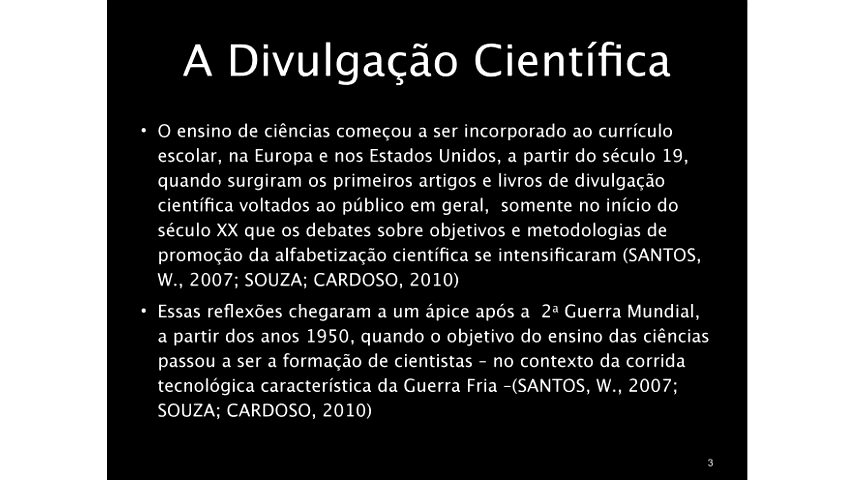 A Divulgação Científica
• O ensino de ciências começou a ser incorporado ao currículo
escolar, na Europa e nos Estados Unidos, a partir do século 19,
quando surgiram os primeiros artigos e livros de divulgação
científica voltados ao público em geral,  somente no início do
século XX que os debates sobre objetivos e metodologias de
promoção da alfabetização científica se intensificaram (SANTOS,
W., 2007; SOUZA; CARDOSO, 2010)
• Essas reflexões chegaram a um ápice após a  2ª Guerra Mundial,
a partir dos anos 1950, quando o objetivo do ensino das ciências
passou a ser a formação de cientistas – no contexto da corrida
tecnológica característica da Guerra Fria –(SANTOS, W., 2007;
SOUZA; CARDOSO, 2010)
3